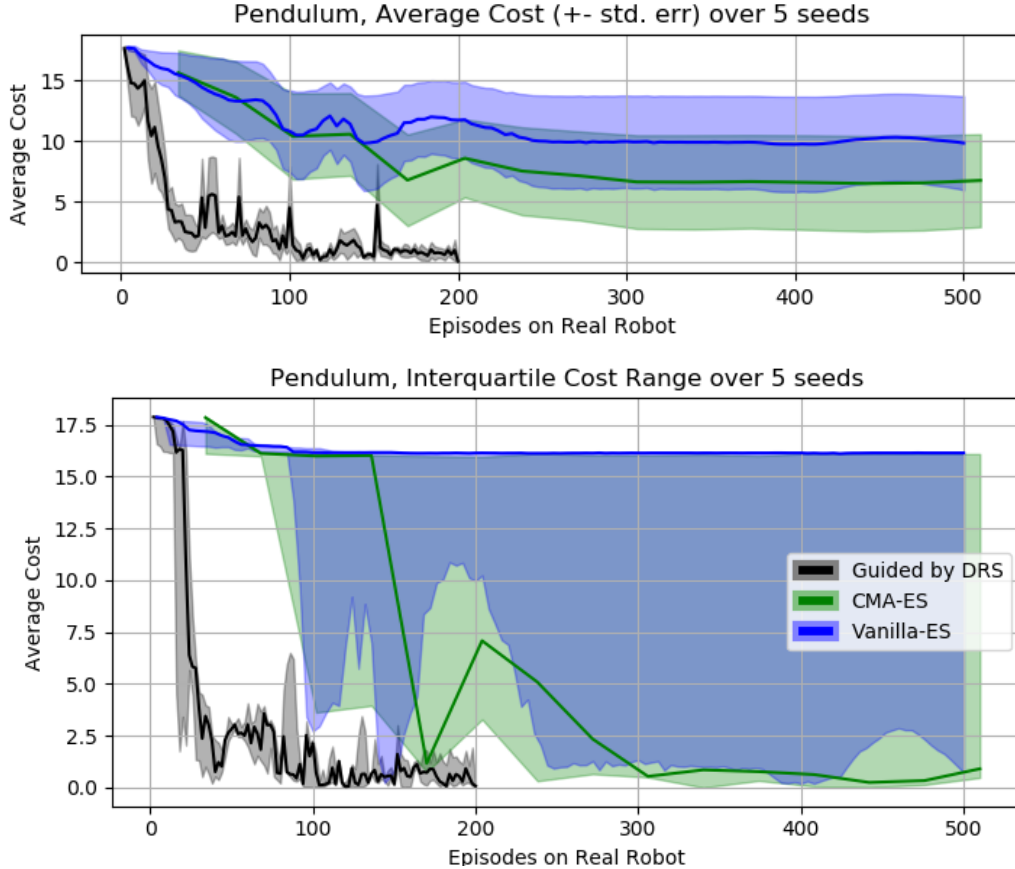 Pendulum, Average Cost (+- std. err) over 5 seeds
15
10
5
0
Average Cost
0 100 200 300 400 500
Episodes on Real Robot
Pendulum, Interquartile Cost Range over 5 seeds
17.5
15.0
12.5
10.0
7.5
5.0
2.5
0.0
Average Cost
Guided by DRS
CMA-ES
Vanilla-ES
0 100 200 300 400 500
Episodes on Real Robot